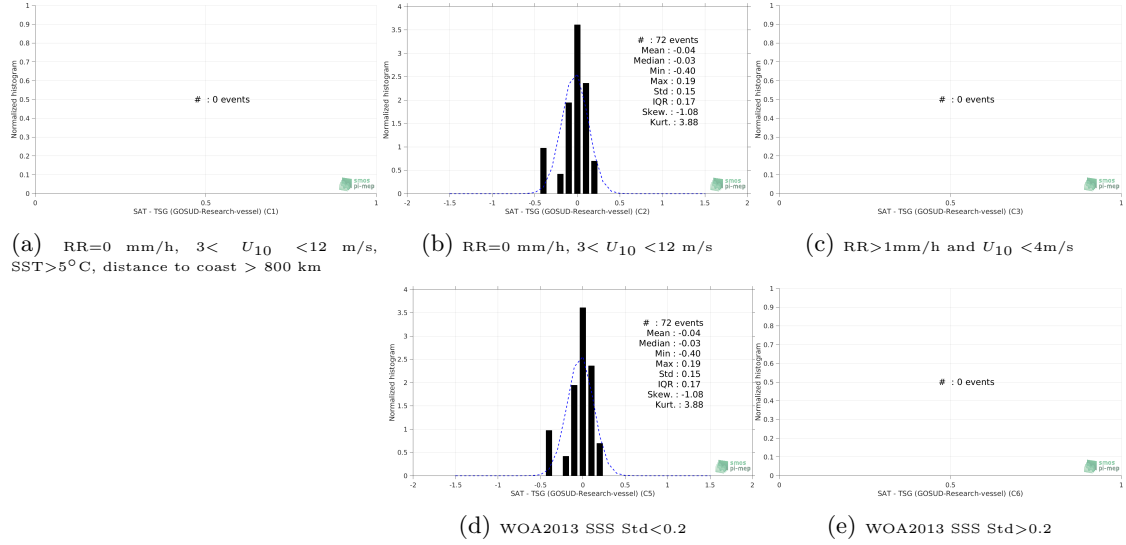 1
0.9
0.8
0.7
0.6
0.5
0.4
0.3
0.2
0.1
0
Normalized histogram
# : 0 events
smos
pi-mep
0 0.5 1
SAT - TSG (GOSUD-Research-vessel) (C1)
4
3.5
3
2.5
2
1.5
1
0.5
0
Normalized histogram
# : 72 events
Mean : -0.04
Median : -0.03
Min : -0.40
Max : 0.19
Std : 0.15
IQR : 0.17
Skew. : -1.08
Kurt. : 3.88
smos
pi-mep
-2 -1.5 -1 -0.5 0 0.5 1 1.5 2
SAT - TSG (GOSUD-Research-vessel) (C2)
1
0.9
0.8
0.7
0.6
0.5
0.4
0.3
0.2
0.1
0
Normalized histogram
# : 0 events
smos
pi-mep
0 0.5 1
SAT - TSG (GOSUD-Research-vessel) (C3)
(a) RR=0 mm/h, 3< U10 <12 m/s,
SST>5°C, distance to coast > 800 km
(b) RR=0 mm/h, 3< U10 <12 m/s
(c) RR>1mm/h and U10 <4m/s
4
3.5
3
2.5
2
1.5
1
0.5
0
Normalized histogram
# : 72 events
Mean : -0.04
Median : -0.03
Min : -0.40
Max : 0.19
Std : 0.15
IQR : 0.17
Skew. : -1.08
Kurt. : 3.88
smos
pi-mep
-2 -1.5 -1 -0.5 0 0.5 1 1.5 2
SAT - TSG (GOSUD-Research-vessel) (C5)
1
0.9
0.8
0.7
0.6
0.5
0.4
0.3
0.2
0.1
0
Normalized histogram
# : 0 events
smos
pi-mep
0 0.5 1
SAT - TSG (GOSUD-Research-vessel) (C6)
(d) WOA2013 SSS Std<0.2
(e) WOA2013 SSS Std>0.2